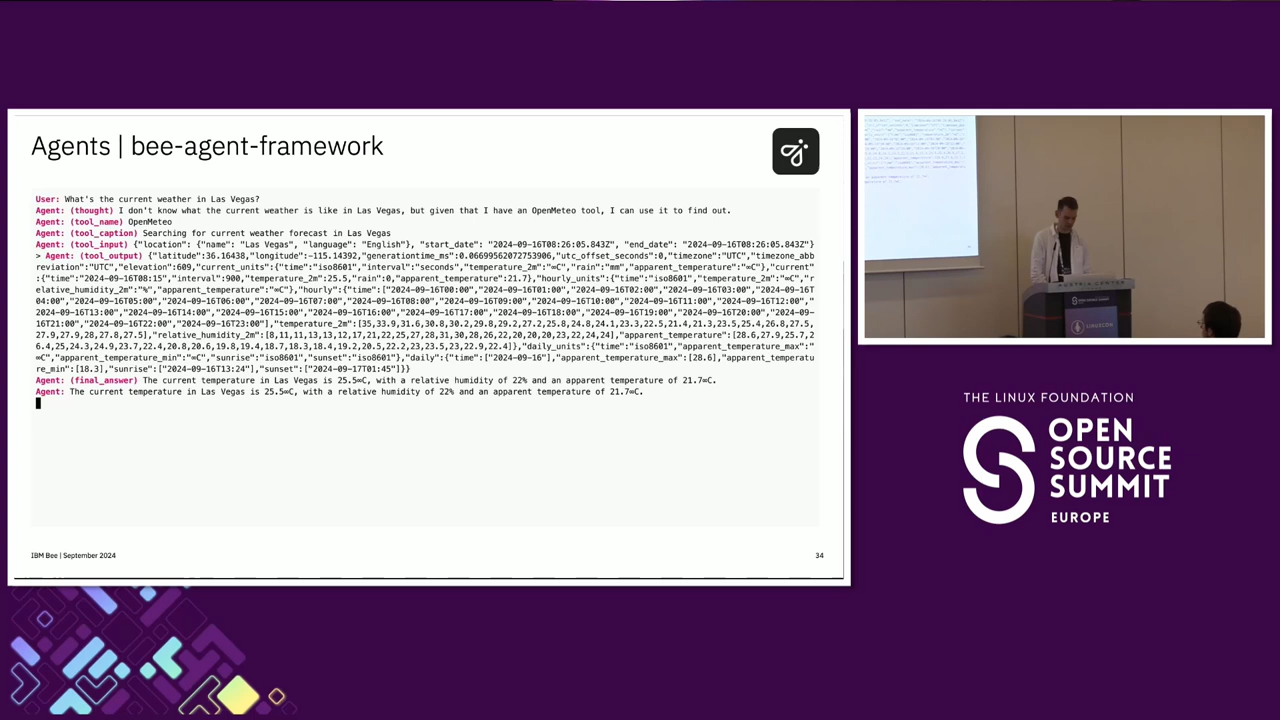 Agents | bee-agent-framework
User: What's the current weather in Las Vegas?
Agent: (thought) I don't know what the current weather is like in Las Vegas, but given that I have an OpenMeteo tool, I can use it to find out.
Agent: (tool_name) OpenMeteo
Agent: (tool_caption) Searching for current weather forecast in Las Vegas
Agent: (tool_input) {"location": {"name": "Las Vegas", "language": "English"}, "start_date": "2024-09-16T08:26:05.843Z", "end_date": "2024-09-16T08:26:05.843Z"}
> Agent: (tool_output) {"latitude":36.16438,"longitude":-115.14392,"generationtime_ms":0.06699562072753906,"utc_offset_seconds":0,"timezone":"UTC","timezone_abb
reviation":"UTC","elevation":609,"current_units":{"time":"iso8601","interval":"seconds","temperature_2m":"∞C","rain":"mm","apparent_temperature":"∞C"},"current"
:{"time":"2024-09-16T08:15","interval":900,"temperature_2m":25.5,"rain":0,"apparent_temperature":21.7},"hourly_units":{"time":"iso8601","temperature_2m":"∞C","r
elative_humidity_2m":"%","apparent_temperature":"∞C"},"hourly":{"time":["2024-09-16T00:00","2024-09-16T01:00","2024-09-16T02:00","2024-09-16T03:00","2024-09-16T
04:00","2024-09-16T05:00","2024-09-16T06:00","2024-09-16T07:00","2024-09-16T08:00","2024-09-16T09:00","2024-09-16T10:00","2024-09-16T11:00","2024-09-16T12:00","
2024-09-16T13:00","2024-09-16T14:00","2024-09-16T15:00","2024-09-16T16:00","2024-09-16T17:00","2024-09-16T18:00","2024-09-16T19:00","2024-09-16T20:00","2024-09-
16T21:00","2024-09-16T22:00","2024-09-16T23:00"],"temperature_2m":[35,33.9,31.6,30.8,30.2,29.8,29.2,27.2,25.8,24.8,24.1,23.3,22.5,21.4,21.3,23.5,25.4,26.8,27.5,
27.9,27.9,28,27.8,27.5],"relative_humidity_2m":[8,11,11,13,13,12,17,21,22,25,27,28,31,30,28,26,22,20,20,20,23,22,24,24],"apparent_temperature":[28.6,27.9,25.7,2
6.4,25,24.3,24.9,23.7,22.4,20.8,20.6,19.8,19.4,18.7,18.3,18.4,19.2,20.5,22.2,23,23.5,23,22.9,22.4]},"daily_units":{"time":"iso8601","apparent_temperature_max":"
∞C","apparent_temperature_min":"∞C","sunrise":"iso8601","sunset":"iso8601"},"daily":{"time":["2024-09-16"],"apparent_temperature_max":[28.6],"apparent_temperatu
re_min":[18.3],"sunrise":["2024-09-16T13:24"],"sunset":["2024-09-17T01:45"]}}
Agent: (final_answer) The current temperature in Las Vegas is 25.5∞C, with a relative humidity of 22% and an apparent temperature of 21.7∞C.
Agent: The current temperature in Las Vegas is 25.5∞C, with a relative humidity of 22% and an apparent temperature of 21.7∞C.
IBM Bee | September 2024
34
AUSTRIA CENTER
LINUXCON
THE LINUX FOUNDATION
OPEN
SOURCE
SUMMIT
EUROPE